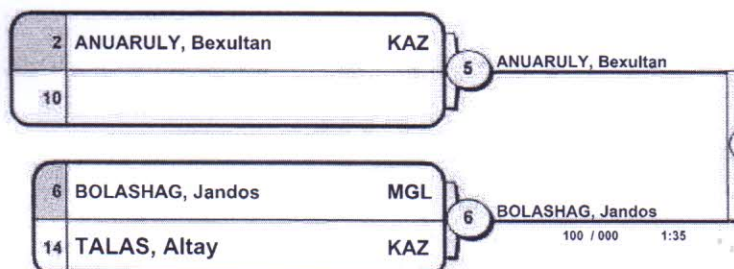 2 ANUARULY, Bexultan KAZ
5 ANUARULY, Bexultan
10
6 BOLASHAG, Jandos MGL
6 BOLASHAG, Jandos
100 / 000 1:35
14 TALAS, Altay KAZ